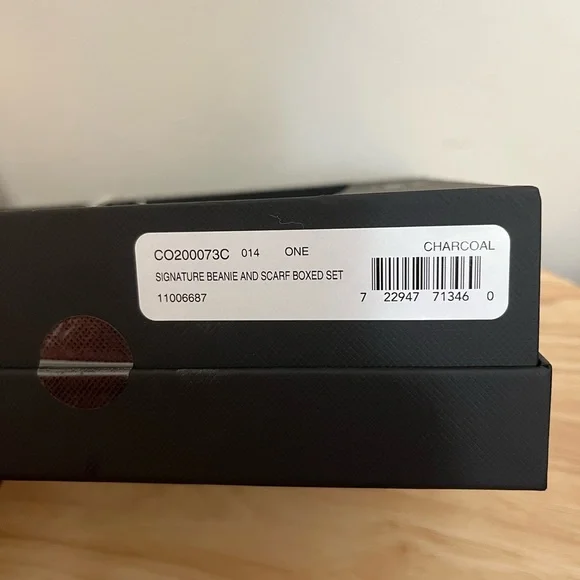 CO200073C 014 ONE CHARCOAL
SIGNATURE BEANIE AND SCARF BOXED SET
11006687
7 22947 71346 0